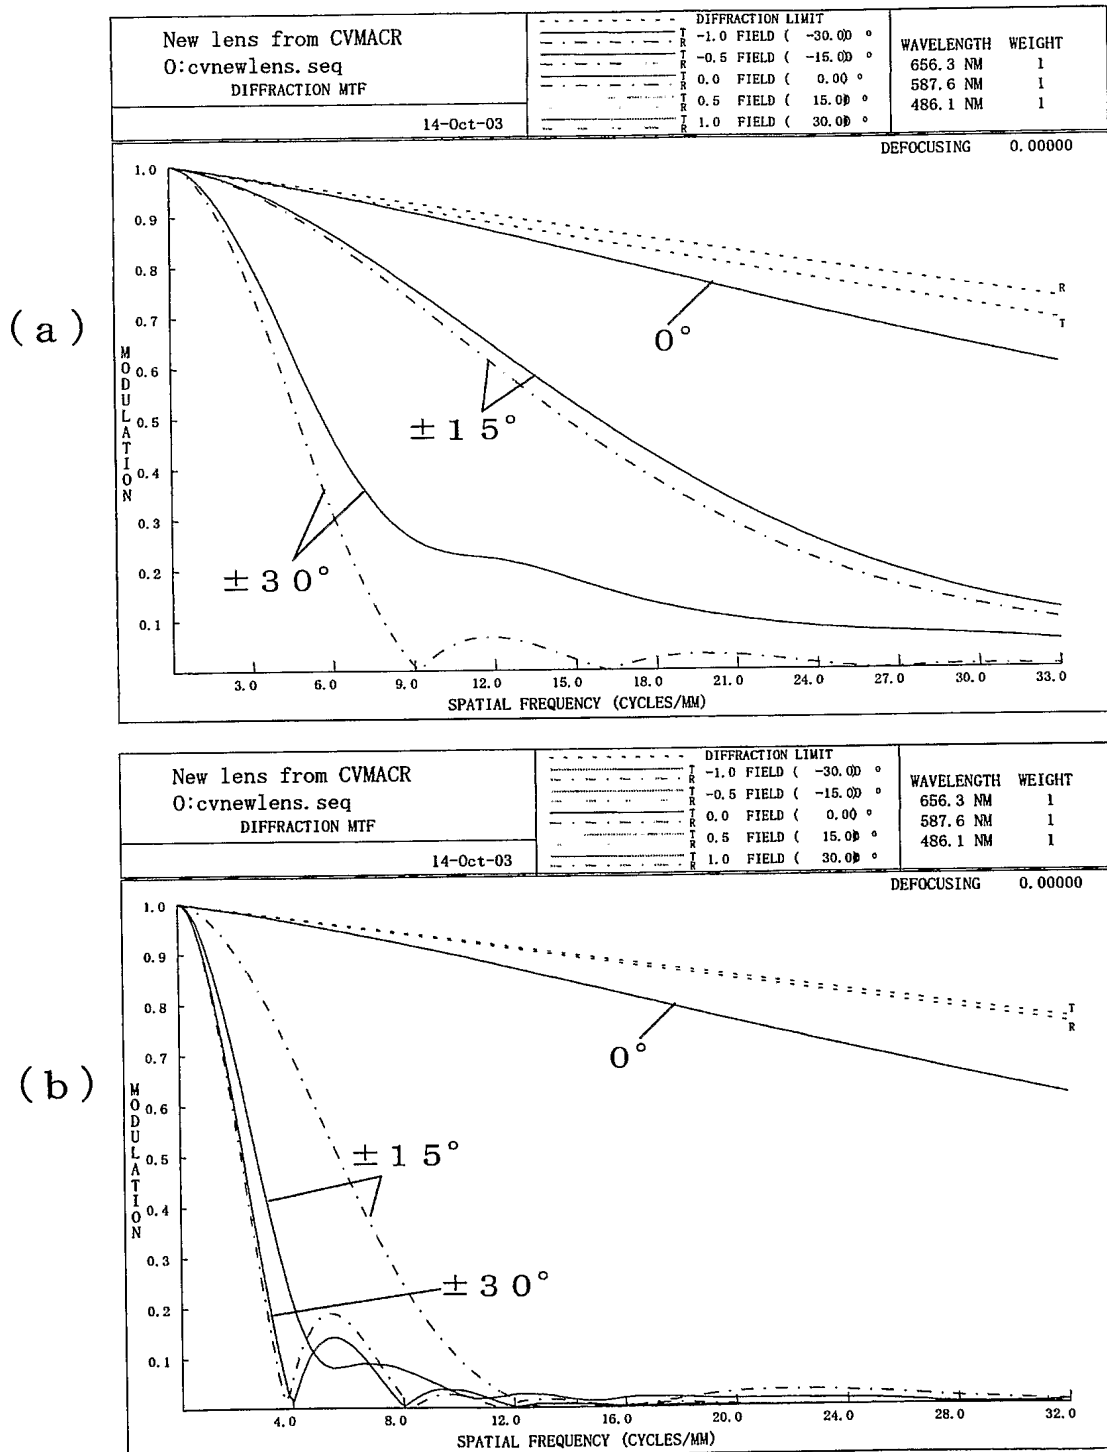 (a)
New lens from CVMACR
O:cvnewlens.seq
DIFFRACTION MTF
14-Oct-03
DIFFRACTION LIMIT
T R -1.0 FIELD ( -30.00 °
T R -0.5 FIELD ( -15.00 °
T R 0.0 FIELD ( 0.00 °
T R 0.5 FIELD ( 15.00 °
T R 1.0 FIELD ( 30.00 °
WAVELENGTH WEIGHT
656.3 NM 1
587.6 NM 1
486.1 NM 1
DEFOCUSING 0.00000
1.0
0.9
0.8
0.7
0.6
0.5
0.4
0.3
0.2
0.1
MODULATION
R
T
0°
±15°
±30°
3.0 6.0 9.0 12.0 15.0 18.0 21.0 24.0 27.0 30.0 33.0
SPATIAL FREQUENCY (CYCLES/MM)
(b)
New lens from CVMACR
O:cvnewlens.seq
DIFFRACTION MTF
14-Oct-03
DIFFRACTION LIMIT
T R -1.0 FIELD ( -30.00 °
T R -0.5 FIELD ( -15.00 °
T R 0.0 FIELD ( 0.00 °
T R 0.5 FIELD ( 15.00 °
T R 1.0 FIELD ( 30.00 °
WAVELENGTH WEIGHT
656.3 NM 1
587.6 NM 1
486.1 NM 1
DEFOCUSING 0.00000
1.0
0.9
0.8
0.7
0.6
0.5
0.4
0.3
0.2
0.1
MODULATION
T
R
0°
±15°
±30°
4.0 8.0 12.0 16.0 20.0 24.0 28.0 32.0
SPATIAL FREQUENCY (CYCLES/MM)